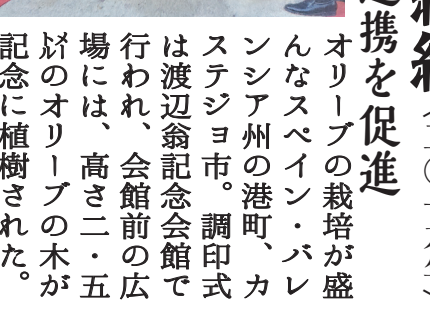 連携を促進
オリーブの栽培が盛
んなスペイン・バレ
ンシア州の港町、カ
ステジョ市。調印式
は渡辺翁記念会館で
行われ、会館前の広
場には、高さ二・五
㍍のオリーブの木が
記念に植樹された。